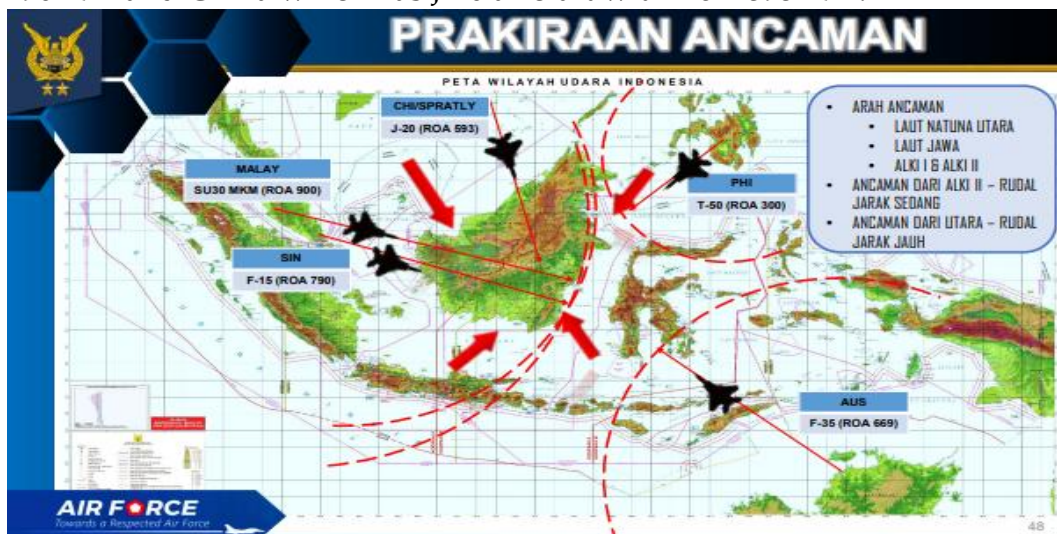 PRAKIRAAN ANCAMAN
PETA WILAYAH UDARA INDONESIA
CHI/SPRATLY
J-20 (ROA 593)
MALAY
SU30 MKM (ROA 900)
SIN
F-15 (ROA 790)
PHI
T-50 (ROA 300)
• ARAH ANCAMAN
• LAUT NATUNA UTARA
• LAUT JAWA
• ALKI I & ALKI II
• ANCAMAN DARI ALKI II – RUDAL
JARAK SEDANG
• ANCAMAN DARI UTARA – RUDAL
JARAK JAUH
AUS
F-35 (ROA 669)
AIR FORCE
Towards a Respected Air Force
48